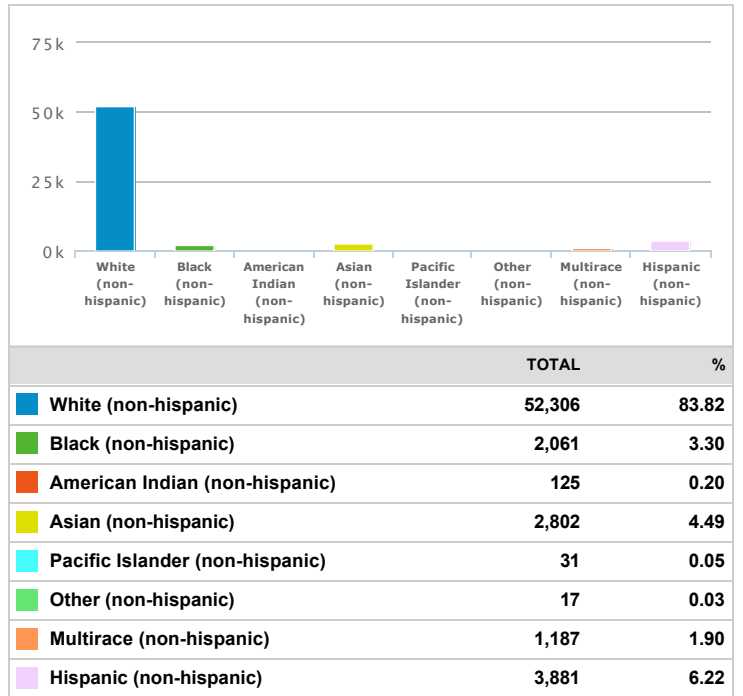 75k
50k
25k
0k
White
(non-
hispanic)
Black
(non-
hispanic)
American
Indian
(non-
hispanic)
Asian
(non-
hispanic)
Pacific
Islander
(non-
hispanic)
Other
(non-
hispanic)
Multirace
(non-
hispanic)
Hispanic
(non-
hispanic)
TOTAL %
White (non-hispanic) 52,306 83.82
Black (non-hispanic) 2,061 3.30
American Indian (non-hispanic) 125 0.20
Asian (non-hispanic) 2,802 4.49
Pacific Islander (non-hispanic) 31 0.05
Other (non-hispanic) 17 0.03
Multirace (non-hispanic) 1,187 1.90
Hispanic (non-hispanic) 3,881 6.22